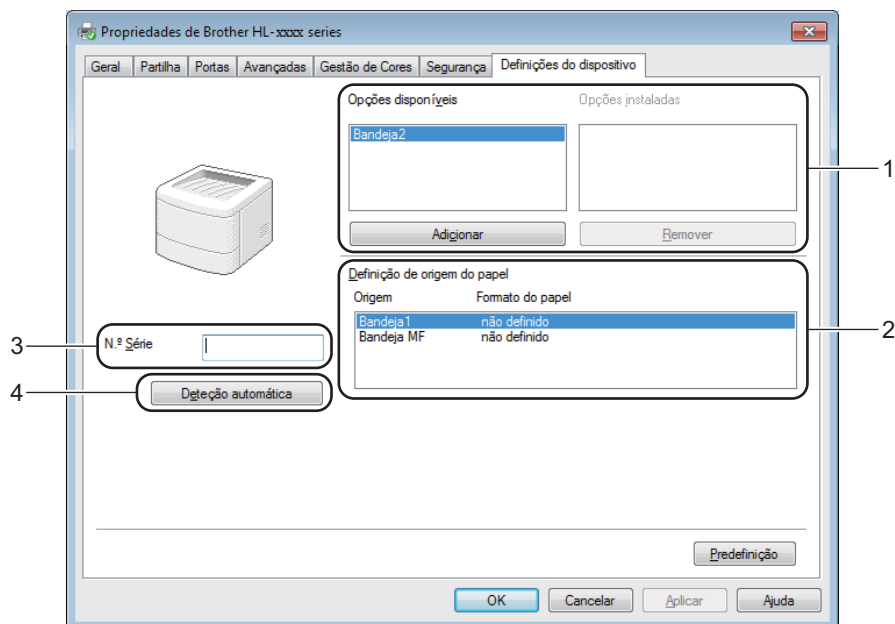 Propriedades de Brother HL-xxxx series
Geral Partilha Portas Avançadas Gestão de Cores Segurança Definições do dispositivo
Opções disponíveis Opções instaladas
Bandeja2
1
Adicionar Remover
Definição de origem do papel
Origem Formato do papel
Bandeja1 não definido
Bandeja MF não definido
2
3 N.º Série
4 Deteção automática
Predefinição
OK Cancelar Aplicar Ajuda